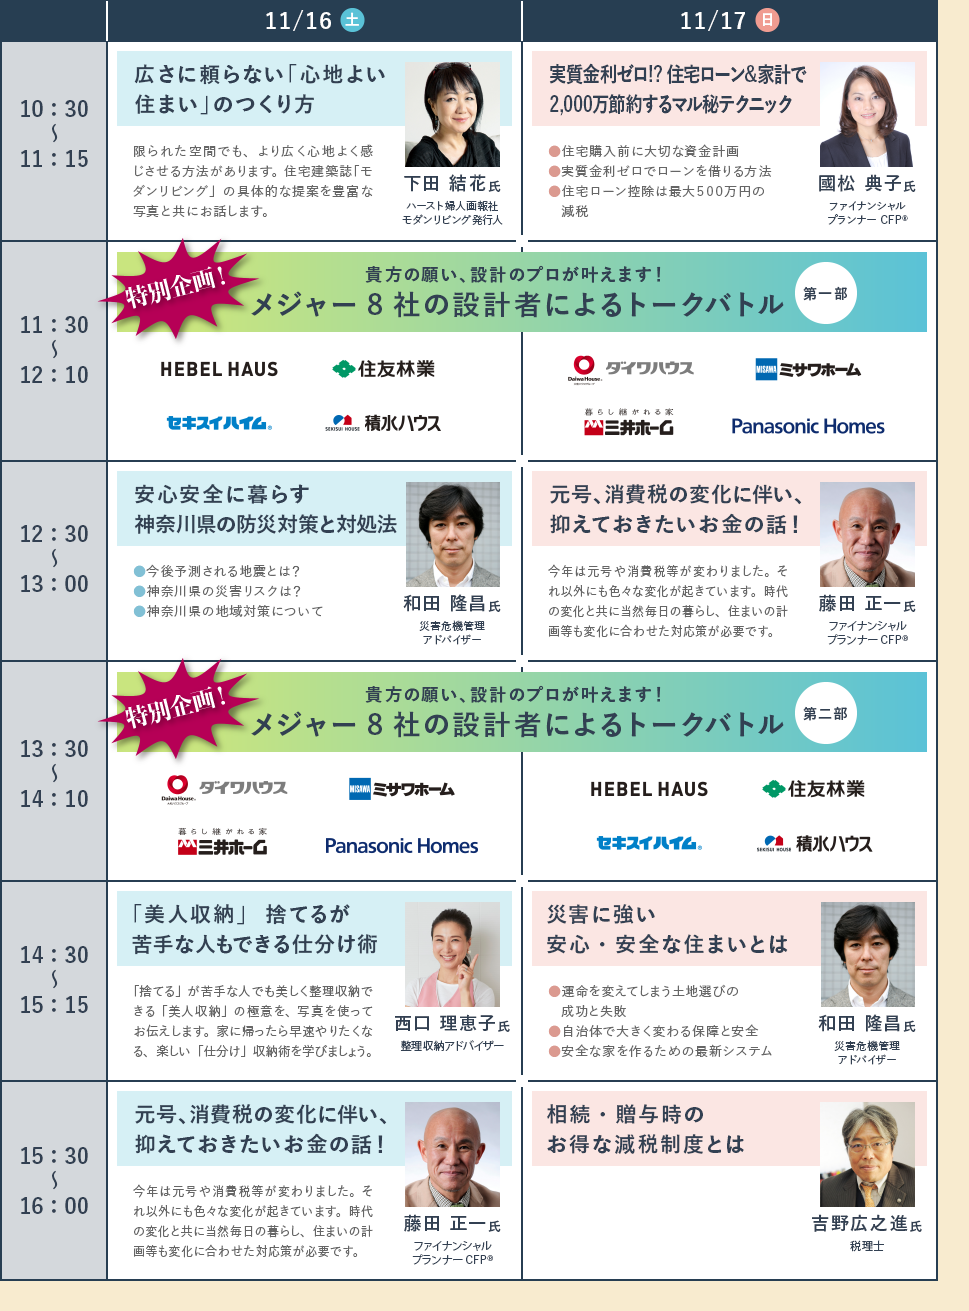 11/16 土
11/17 日
10:30
〜
11:15
広さに頼らない「心地よい
住まい」のつくり方
限られた空間でも、より広く心地よく感
じさせる方法があります。住宅建築誌「モ
ダンリビング」の具体的な提案を豊富な
写真と共にお話します。
下田 結花氏
ハースト婦人画報社
モダンリビング発行人
実質金利ゼロ!? 住宅ローン&家計で
2,000万節約するマル秘テクニック
●住宅購入前に大切な資金計画
●実質金利ゼロでローンを借りる方法
●住宅ローン控除は最大500万円の
減税
國松 典子氏
ファイナンシャル
プランナー CFP®
11:30
〜
12:10
特別企画!
貴方の願い、設計のプロが叶えます!
メジャー8社の設計者によるトークバトル
第一部
HEBEL HAUS
住友林業
セキスイハイム®
SEKISUI HOUSE 積水ハウス
DaiwaHouse® ダイワハウス
MISAWA ミサワホーム
暮らし継がれる家
三井ホーム
Panasonic Homes
12:30
〜
13:00
安心安全に暮らす
神奈川県の防災対策と対処法
●今後予測される地震とは?
●神奈川県の災害リスクは?
●神奈川県の地域対策について
和田 隆昌氏
災害危機管理
アドバイザー
元号、消費税の変化に伴い、
抑えておきたいお金の話!
今年は元号や消費税等が変わりました。そ
れ以外にも色々な変化が起きています。時代
の変化と共に当然毎日の暮らし、住まいの計
画等も変化に合わせた対応策が必要です。
藤田 正一氏
ファイナンシャル
プランナー CFP®
13:30
〜
14:10
特別企画!
貴方の願い、設計のプロが叶えます!
メジャー8社の設計者によるトークバトル
第二部
DaiwaHouse® ダイワハウス
MISAWA ミサワホーム
暮らし継がれる家
三井ホーム
Panasonic Homes
HEBEL HAUS
住友林業
セキスイハイム®
SEKISUI HOUSE 積水ハウス
14:30
〜
15:15
「美人収納」 捨てるが
苦手な人もできる仕分け術
「捨てる」が苦手な人でも美しく整理収納で
きる「美人収納」の極意を、写真を使って
お伝えします。家に帰ったら早速やりたくな
る、楽しい「仕分け」収納術を学びましょう。
西口 理恵子氏
整理収納アドバイザー
災害に強い
安心・安全な住まいとは
●運命を変えてしまう土地選びの
成功と失敗
●自治体で大きく変わる保障と安全
●安全な家を作るための最新システム
和田 隆昌氏
災害危機管理
アドバイザー
15:30
〜
16:00
元号、消費税の変化に伴い、
抑えておきたいお金の話!
今年は元号や消費税等が変わりました。そ
れ以外にも色々な変化が起きています。時代
の変化と共に当然毎日の暮らし、住まいの計
画等も変化に合わせた対応策が必要です。
藤田 正一氏
ファイナンシャル
プランナー CFP®
相続・贈与時の
お得な減税制度とは
吉野広之進氏
税理士